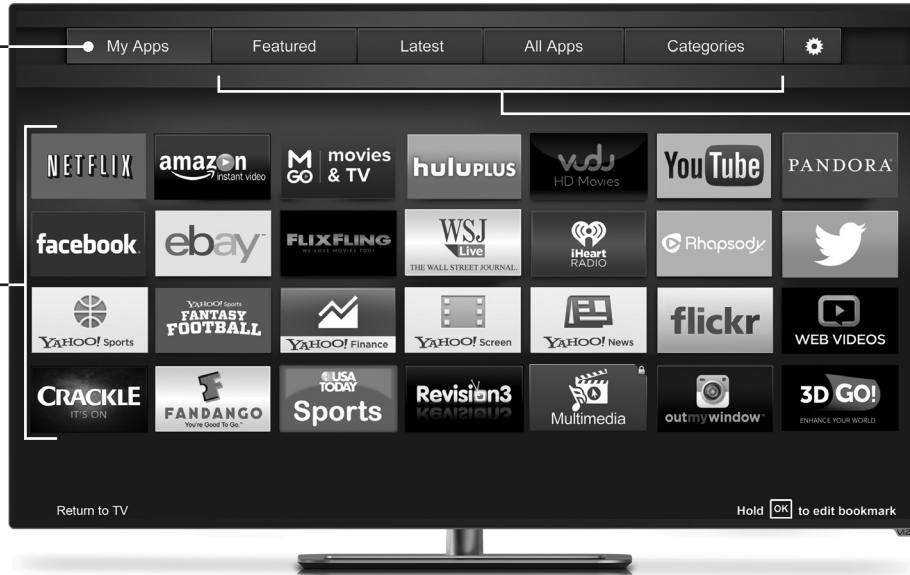 My Apps
Featured
Latest
All Apps
Categories
NETFLIX
amazon
instant video
M GO
movies & TV
huluPLUS
vudu
HD Movies
You Tube
PANDORA
facebook
ebay
FLIXFLING
WE LOVE MOVIES TOO!
WSJ
Live
THE WALL STREET JOURNAL.
iHeart
RADIO
Rhapsody
YAHOO! Sports
YAHOO! Sports
FANTASY
FOOTBALL
YAHOO! Finance
YAHOO! Screen
YAHOO! News
flickr
WEB VIDEOS
CRACKLE
IT'S ON
FANDANGO
You're Good To Go.™
USA
TODAY
Sports
Revision3
Multimedia
outmywindow™
3D GO!
ENHANCE YOUR WORLD
Return to TV
Hold OK to edit bookmark